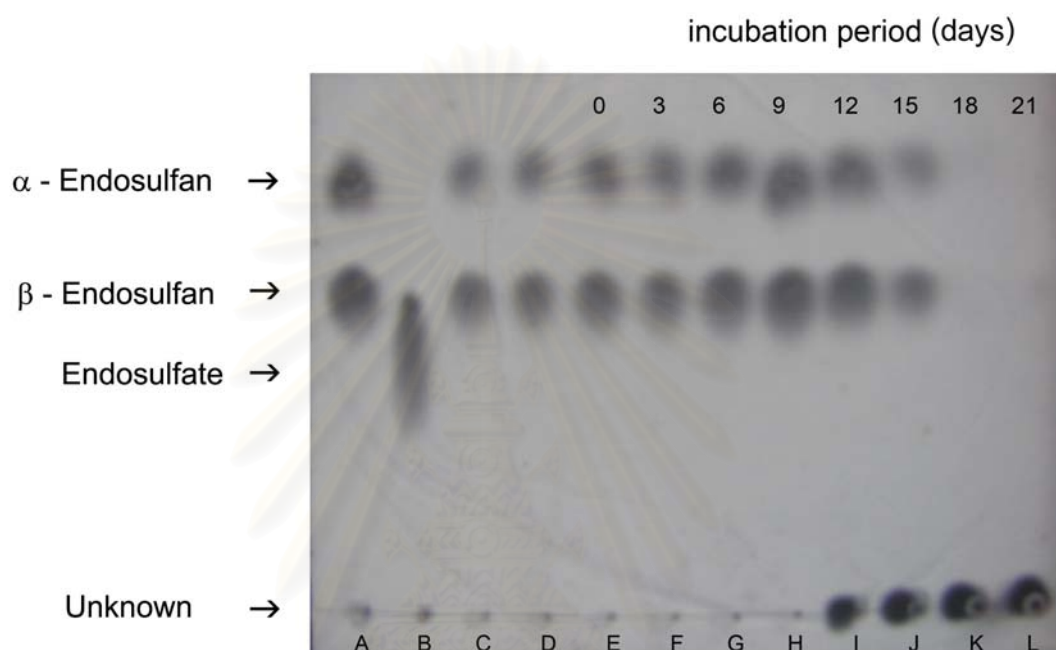 incubation period (days)
0 3 6 9 12 15 18 21
α - Endosulfan →
β - Endosulfan →
Endosulfate →
Unknown →
A B C D E F G H I J K L